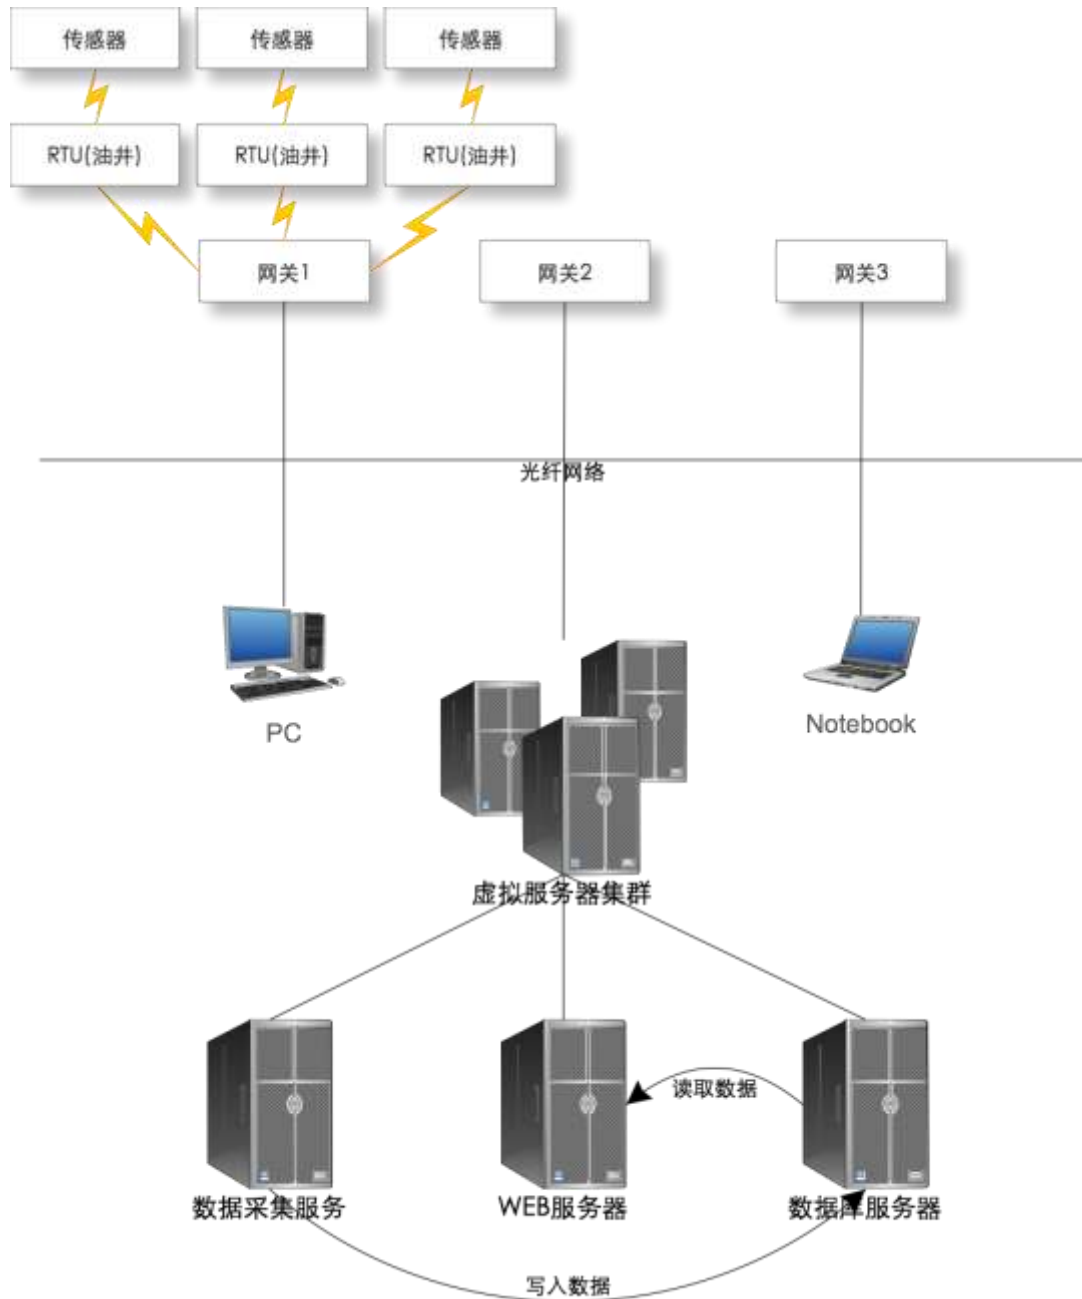 传感器 传感器 传感器
RTU(油井) RTU(油井) RTU(油井)
网关1 网关2 网关3
光纤网络
PC
Notebook
虚拟服务器集群
读取数据
数据采集服务 WEB服务器 数据库服务器
写入数据